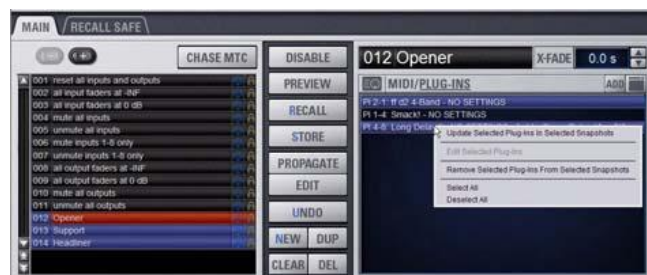 MAIN RECALL SAFE
CHASE MTC
001 reset all inputs and outputs
002 all input faders at -INF
003 all input faders at 0 dB
004 mute all inputs
005 unmute all inputs
006 mute inputs 1-8 only
007 unmute inputs 1-8 only
008 all output faders at -INF
009 all output faders at 0 dB
010 mute all outputs
011 unmute all outputs
012 Opener
013 Support
014 Headliner
DISABLE
PREVIEW
RECALL
STORE
PROPAGATE
EDIT
UNDO
NEW DUP
CLEAR DEL
012 Opener X-FADE 0.0 s
EQ MIDI/PLUG-INS ADD
PI 2-1: ff d2 4-Band - NO SETTINGS
PI 1-4: Smack! - NO SETTINGS
PI 4-8: Long Delay
Update Selected Plug-Ins In Selected Snapshots
Edit Selected Plug-Ins
Remove Selected Plug-Ins From Selected Snapshots
Select All
Deselect All